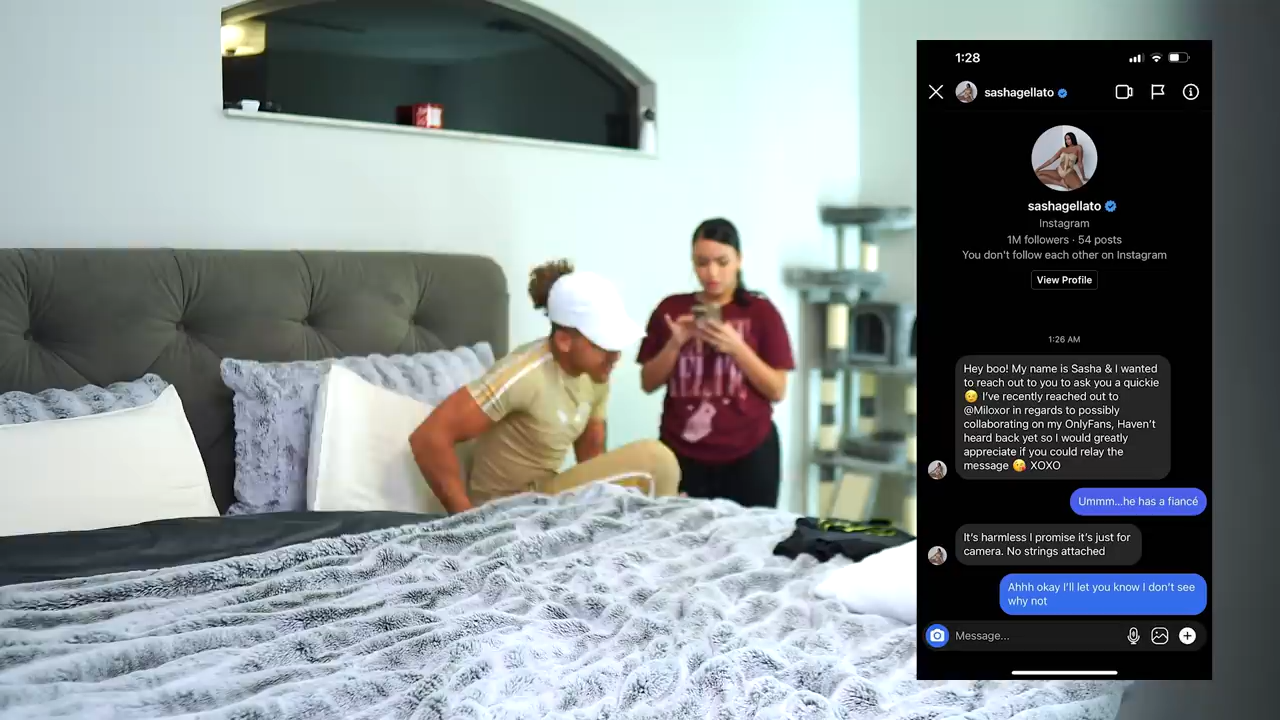 1:28
sashagellato
sashagellato
Instagram
1M followers · 54 posts
You don't follow each other on Instagram
View Profile
1:26 AM
Hey boo! My name is Sasha & I wanted
to reach out to you to ask you a quickie
😉 I've recently reached out to
@Miloxor in regards to possibly
collaborating on my OnlyFans, Haven't
heard back yet so I would greatly
appreciate if you could relay the
message 😘 XOXO
Ummm...he has a fiancé
It's harmless I promise it's just for
camera. No strings attached
Ahhh okay I'll let you know I don't see
why not
Message...